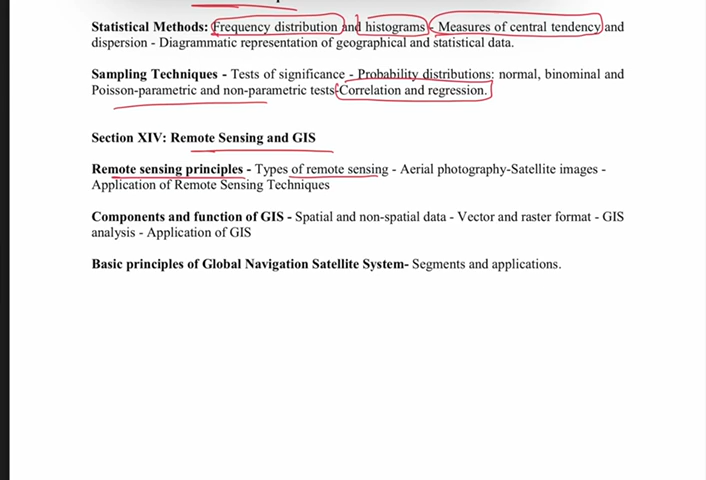 Statistical Methods: Frequency distribution and histograms - Measures of central tendency and
dispersion - Diagrammatic representation of geographical and statistical data.
Sampling Techniques - Tests of significance - Probability distributions: normal, binominal and
Poisson-parametric and non-parametric tests-Correlation and regression.
Section XIV: Remote Sensing and GIS
Remote sensing principles - Types of remote sensing - Aerial photography-Satellite images -
Application of Remote Sensing Techniques
Components and function of GIS - Spatial and non-spatial data - Vector and raster format - GIS
analysis - Application of GIS
Basic principles of Global Navigation Satellite System- Segments and applications.